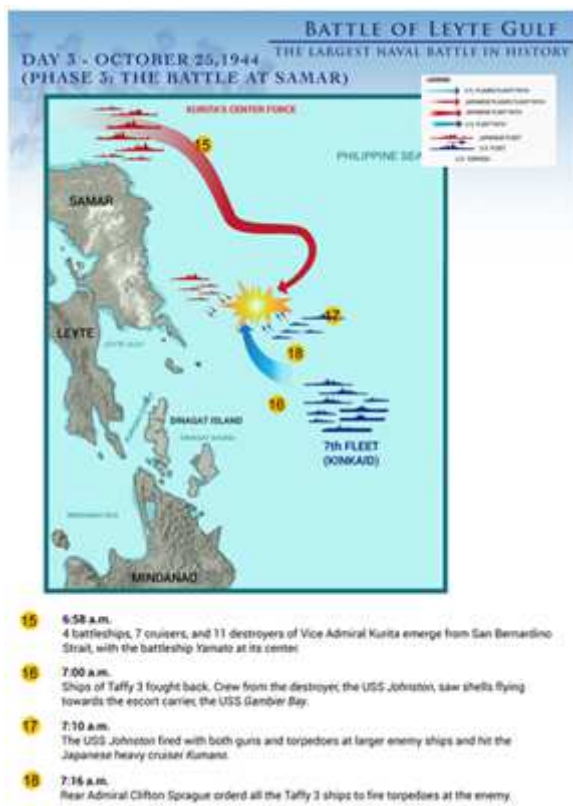 BATTLE OF LEYTE GULF
THE LARGEST NAVAL BATTLE IN HISTORY
DAY 3 - OCTOBER 25,1944
(PHASE 3: THE BATTLE AT SAMAR)
LEGEND
JAPANESE FLEET
U.S. FLEET
KURITA'S CENTER FORCE
15
PHILIPPINE SEA
SAMAR
17
LEYTE
18
16
DINAGAT ISLAND
7th FLEET
(KINKAID)
MINDANAO
15
6:58 a.m.
4 battleships, 7 cruisers, and 11 destroyers of Vice Admiral Kurita emerge from San Bernardino
Strait, with the battleship Yamato at its center.
16
7:00 a.m.
Ships of Taffy 3 fought back. Crew from the destroyer, the USS Johnston, saw shells flying
towards the escort carrier, the USS Gambier Bay.
17
7:10 a.m.
The USS Johnston fired with both guns and torpedoes at larger enemy ships and hit the
Japanese heavy cruiser Kumano.
18
7:16 a.m.
Rear Admiral Clifton Sprague orderd all the Taffy 3 ships to fire torpedoes at the enemy.